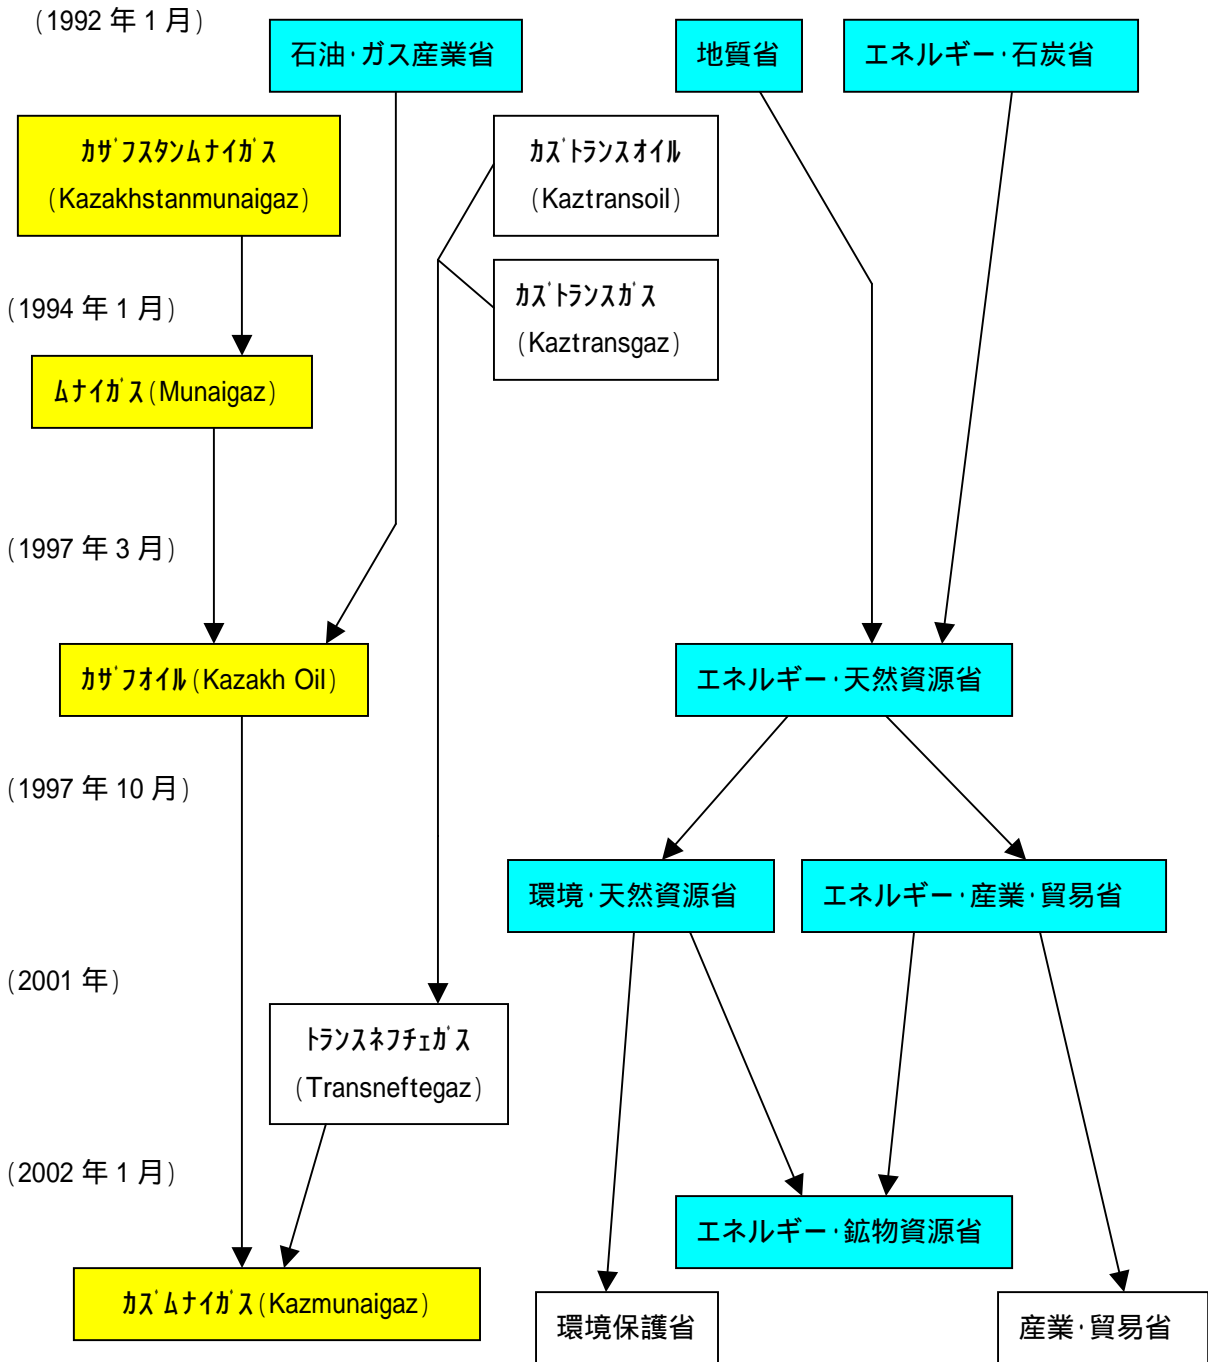 (1992 年 1 月)
石油・ガス産業省
地質省
エネルギー・石炭省
ｶｻﾞﾌｽﾀﾝﾑﾅｲｶﾞｽ
(Kazakhstanmunaigaz)
ｶｽﾞﾄﾗﾝｽｵｲﾙ
(Kaztransoil)
ｶｽﾞﾄﾗﾝｽｶﾞｽ
(Kaztransgaz)
(1994 年 1 月)
ﾑﾅｲｶﾞｽ(Munaigaz)
(1997 年 3 月)
ｶｻﾞﾌｵｲﾙ(Kazakh Oil)
エネルギー・天然資源省
(1997 年 10 月)
環境・天然資源省
エネルギー・産業・貿易省
(2001 年)
ﾄﾗﾝｽﾈﾌﾁｪｶﾞｽ
(Transneftegaz)
(2002 年 1 月)
エネルギー・鉱物資源省
ｶｽﾞﾑﾅｲｶﾞｽ(Kazmunaigaz)
環境保護省
産業・貿易省